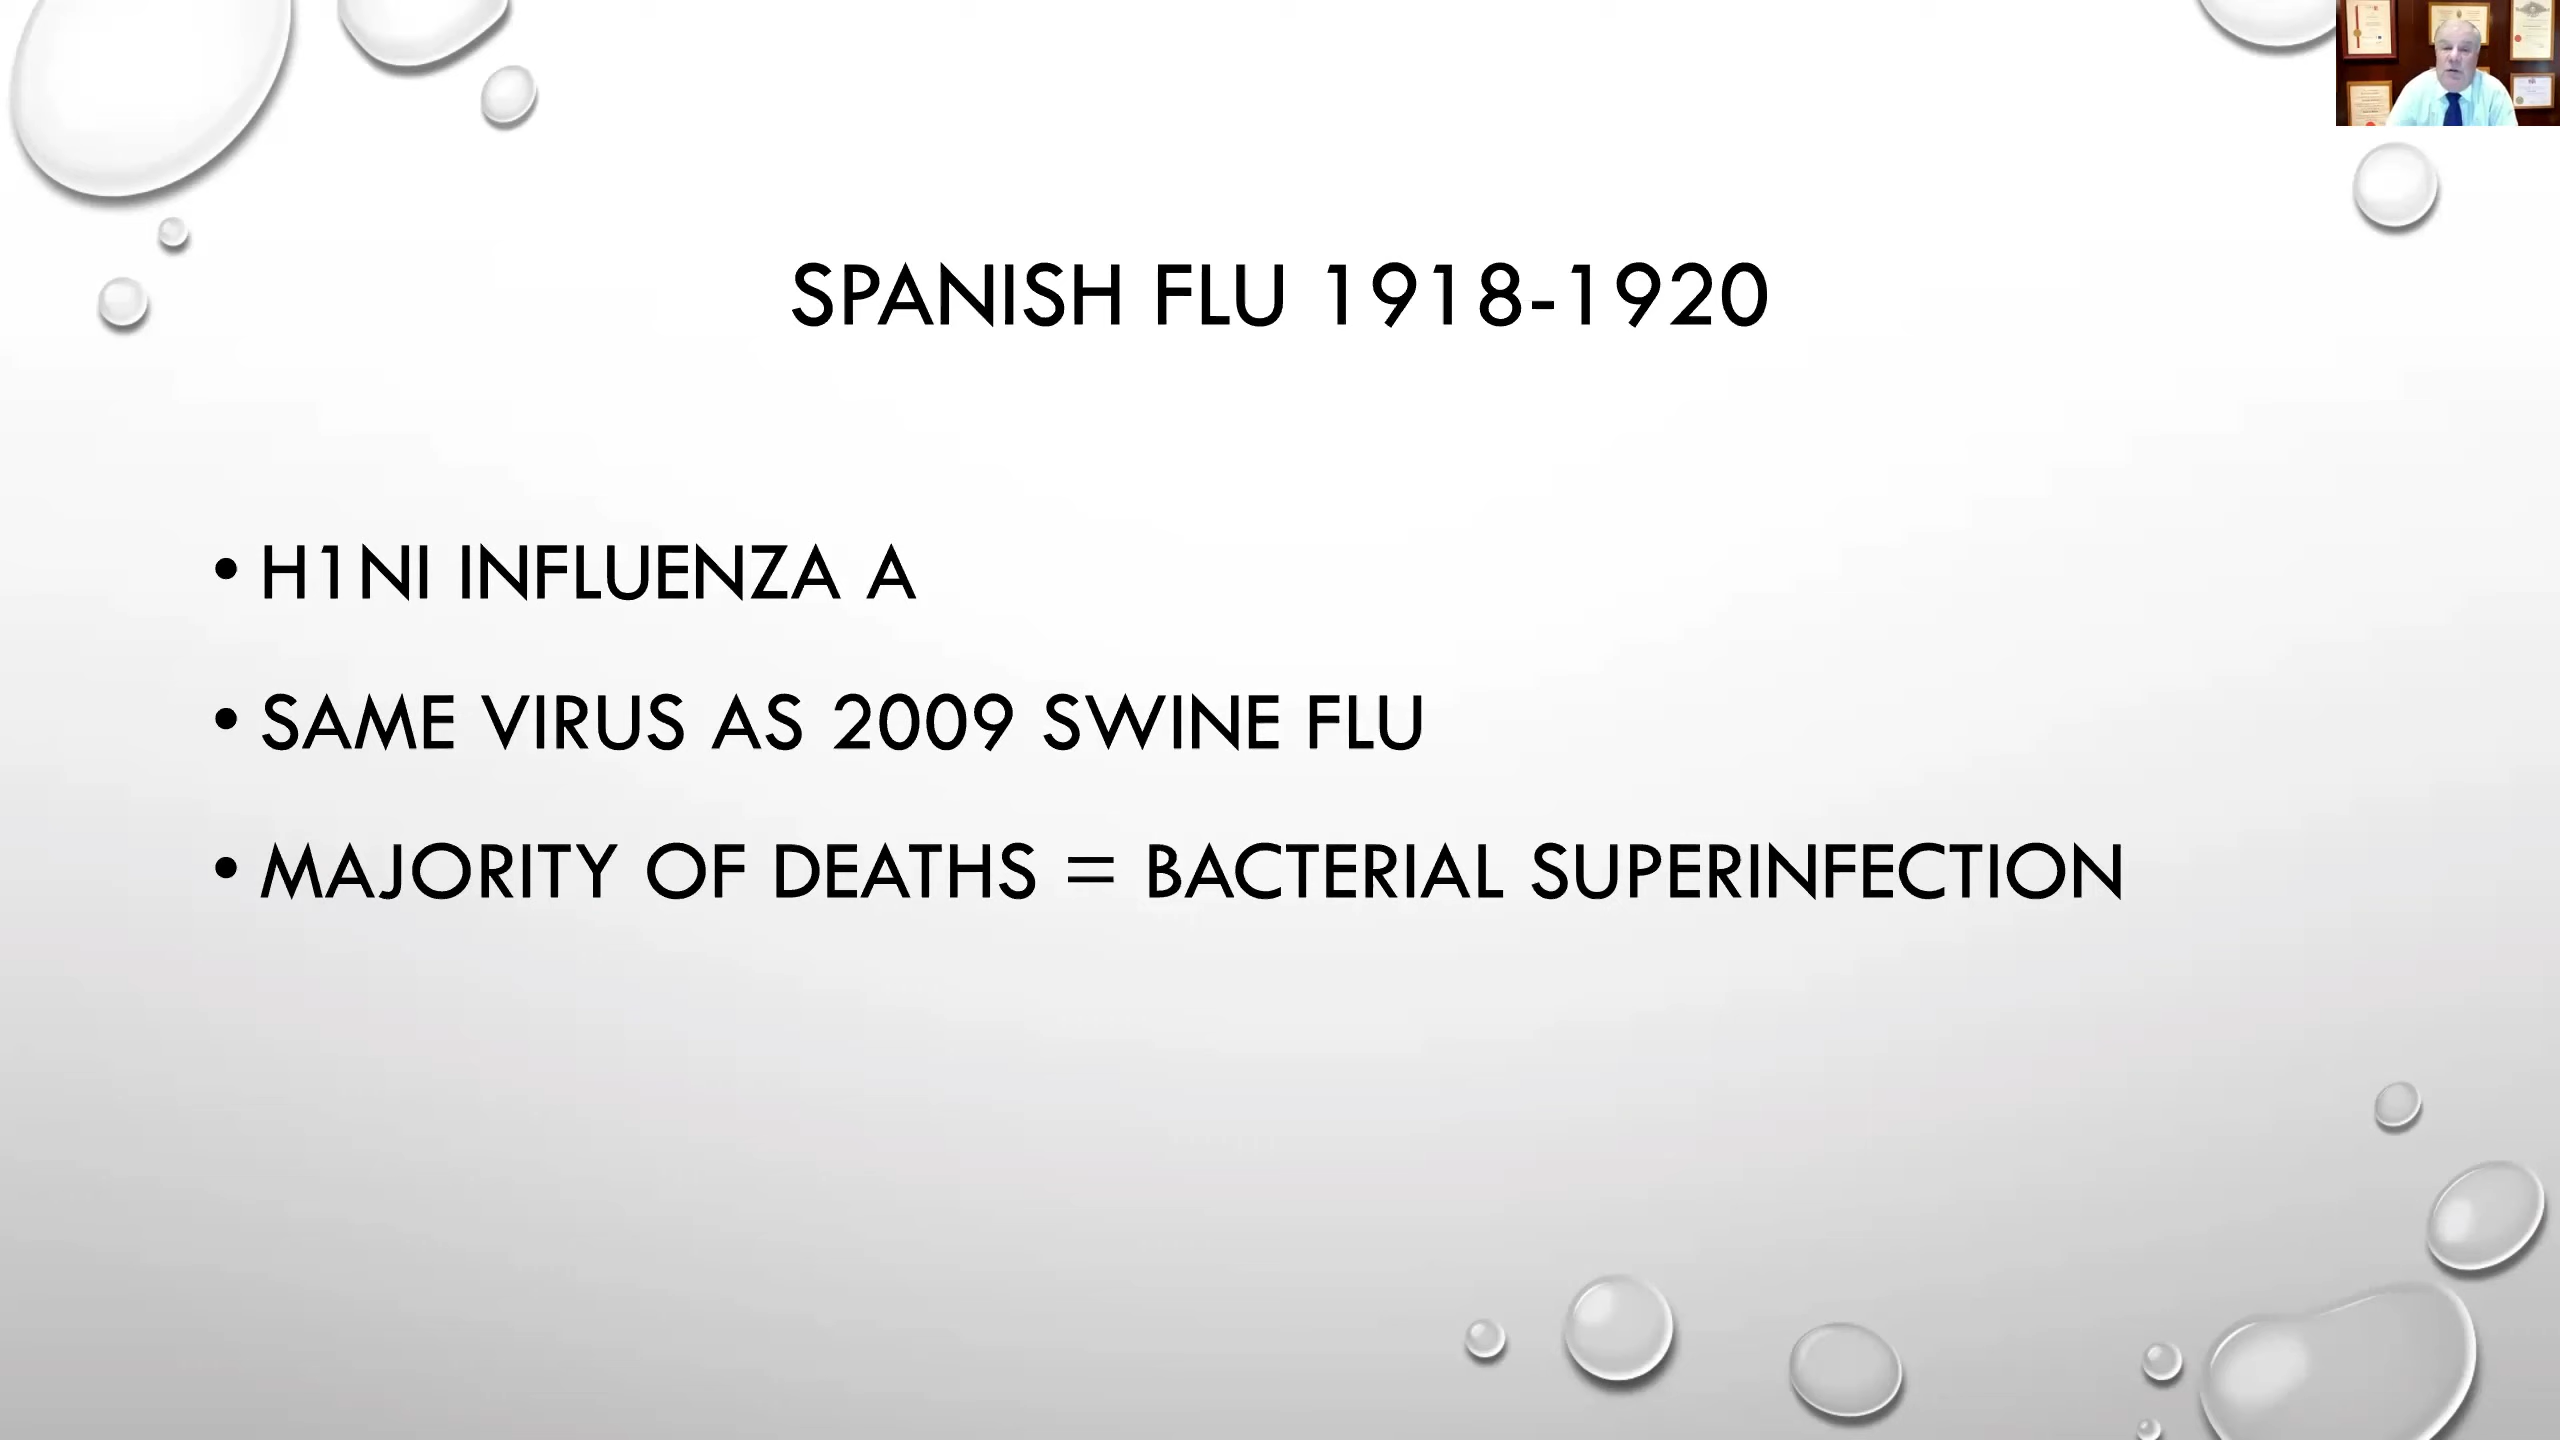 SPANISH FLU 1918-1920
• H1NI INFLUENZA A
• SAME VIRUS AS 2009 SWINE FLU
• MAJORITY OF DEATHS = BACTERIAL SUPERINFECTION